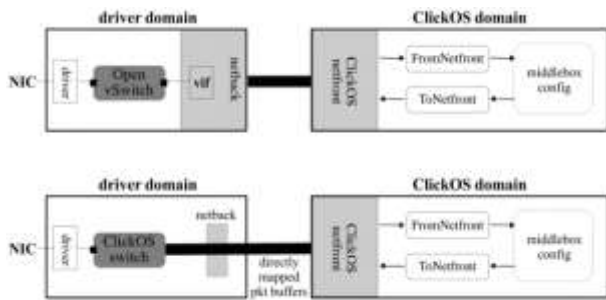 driver domain
ClickOS domain
NIC
driver
Open
vSwitch
vif
netback
ClickOS
netfront
FromNetfront
ToNetfront
middlebox
config
driver domain
ClickOS domain
NIC
driver
ClickOS
switch
netback
directly
mapped
pkt buffers
ClickOS
netfront
FromNetfront
ToNetfront
middlebox
config